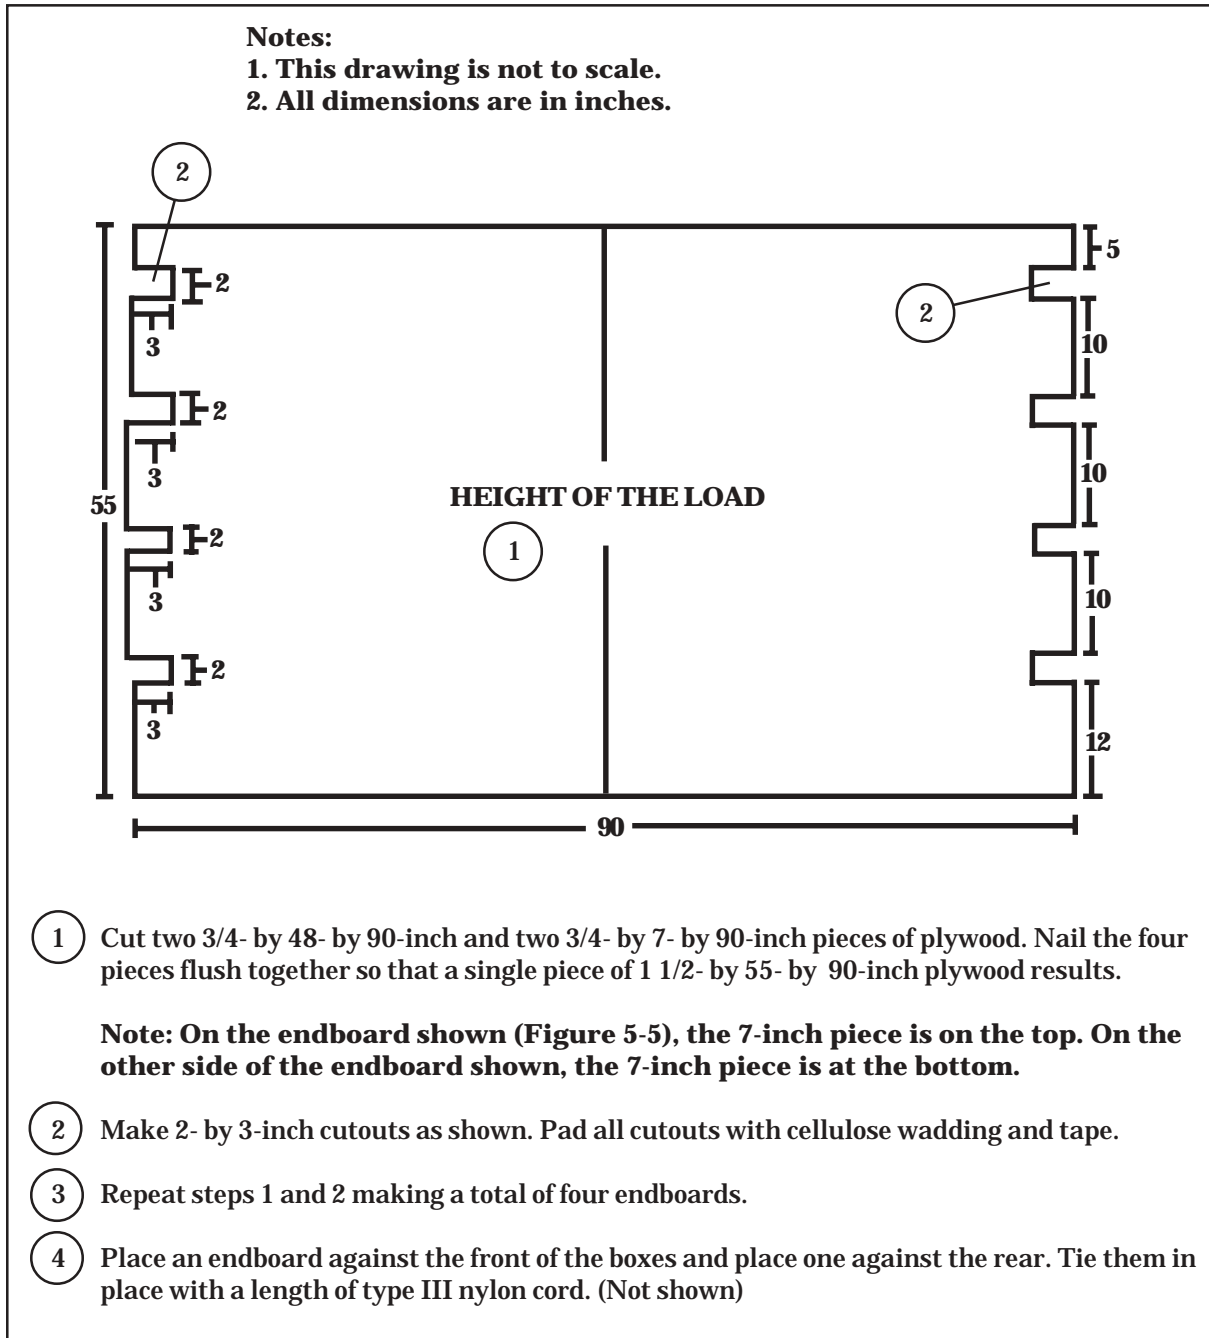 Notes:
1. This drawing is not to scale.
2. All dimensions are in inches.
2
5
2
2
3
10
2
3
10
HEIGHT OF THE LOAD
55
1
2
3
10
2
3
12
90
1 Cut two 3/4- by 48- by 90-inch and two 3/4- by 7- by 90-inch pieces of plywood. Nail the four
pieces flush together so that a single piece of 1 1/2- by 55- by 90-inch plywood results.
Note: On the endboard shown (Figure 5-5), the 7-inch piece is on the top. On the
other side of the endboard shown, the 7-inch piece is at the bottom.
2 Make 2- by 3-inch cutouts as shown. Pad all cutouts with cellulose wadding and tape.
3 Repeat steps 1 and 2 making a total of four endboards.
4 Place an endboard against the front of the boxes and place one against the rear. Tie them in
place with a length of type III nylon cord. (Not shown)